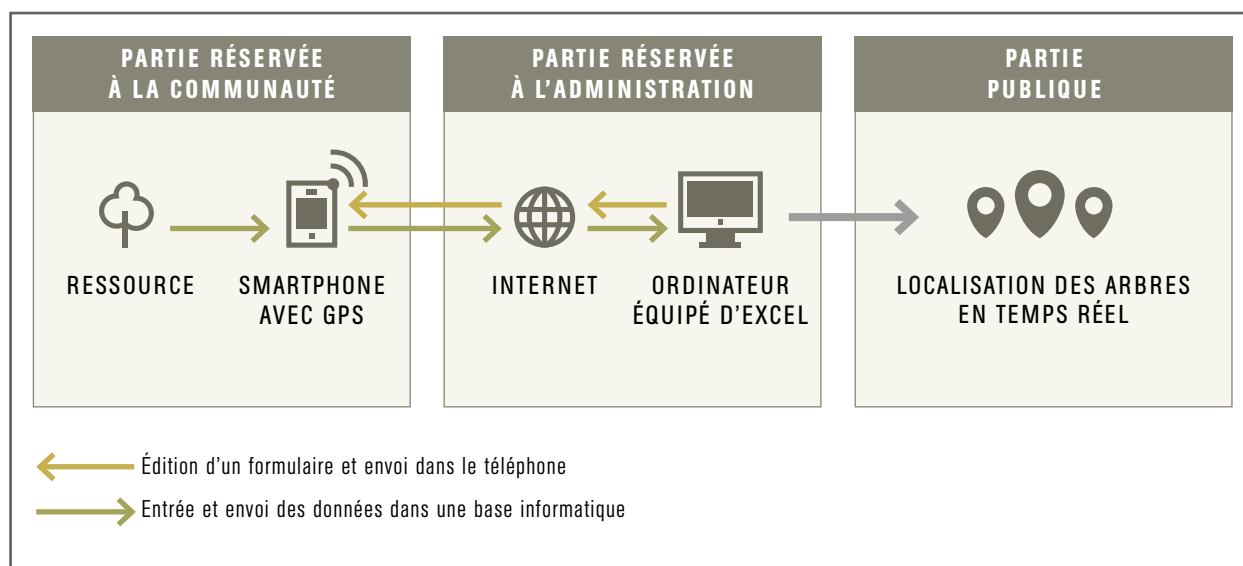 PARTIE RÉSERVÉE
À LA COMMUNAUTÉ
PARTIE RÉSERVÉE
À L'ADMINISTRATION
PARTIE
PUBLIQUE
RESSOURCE
SMARTPHONE
AVEC GPS
INTERNET
ORDINATEUR
ÉQUIPÉ D'EXCEL
LOCALISATION DES ARBRES
EN TEMPS RÉEL
Édition d'un formulaire et envoi dans le téléphone
Entrée et envoi des données dans une base informatique